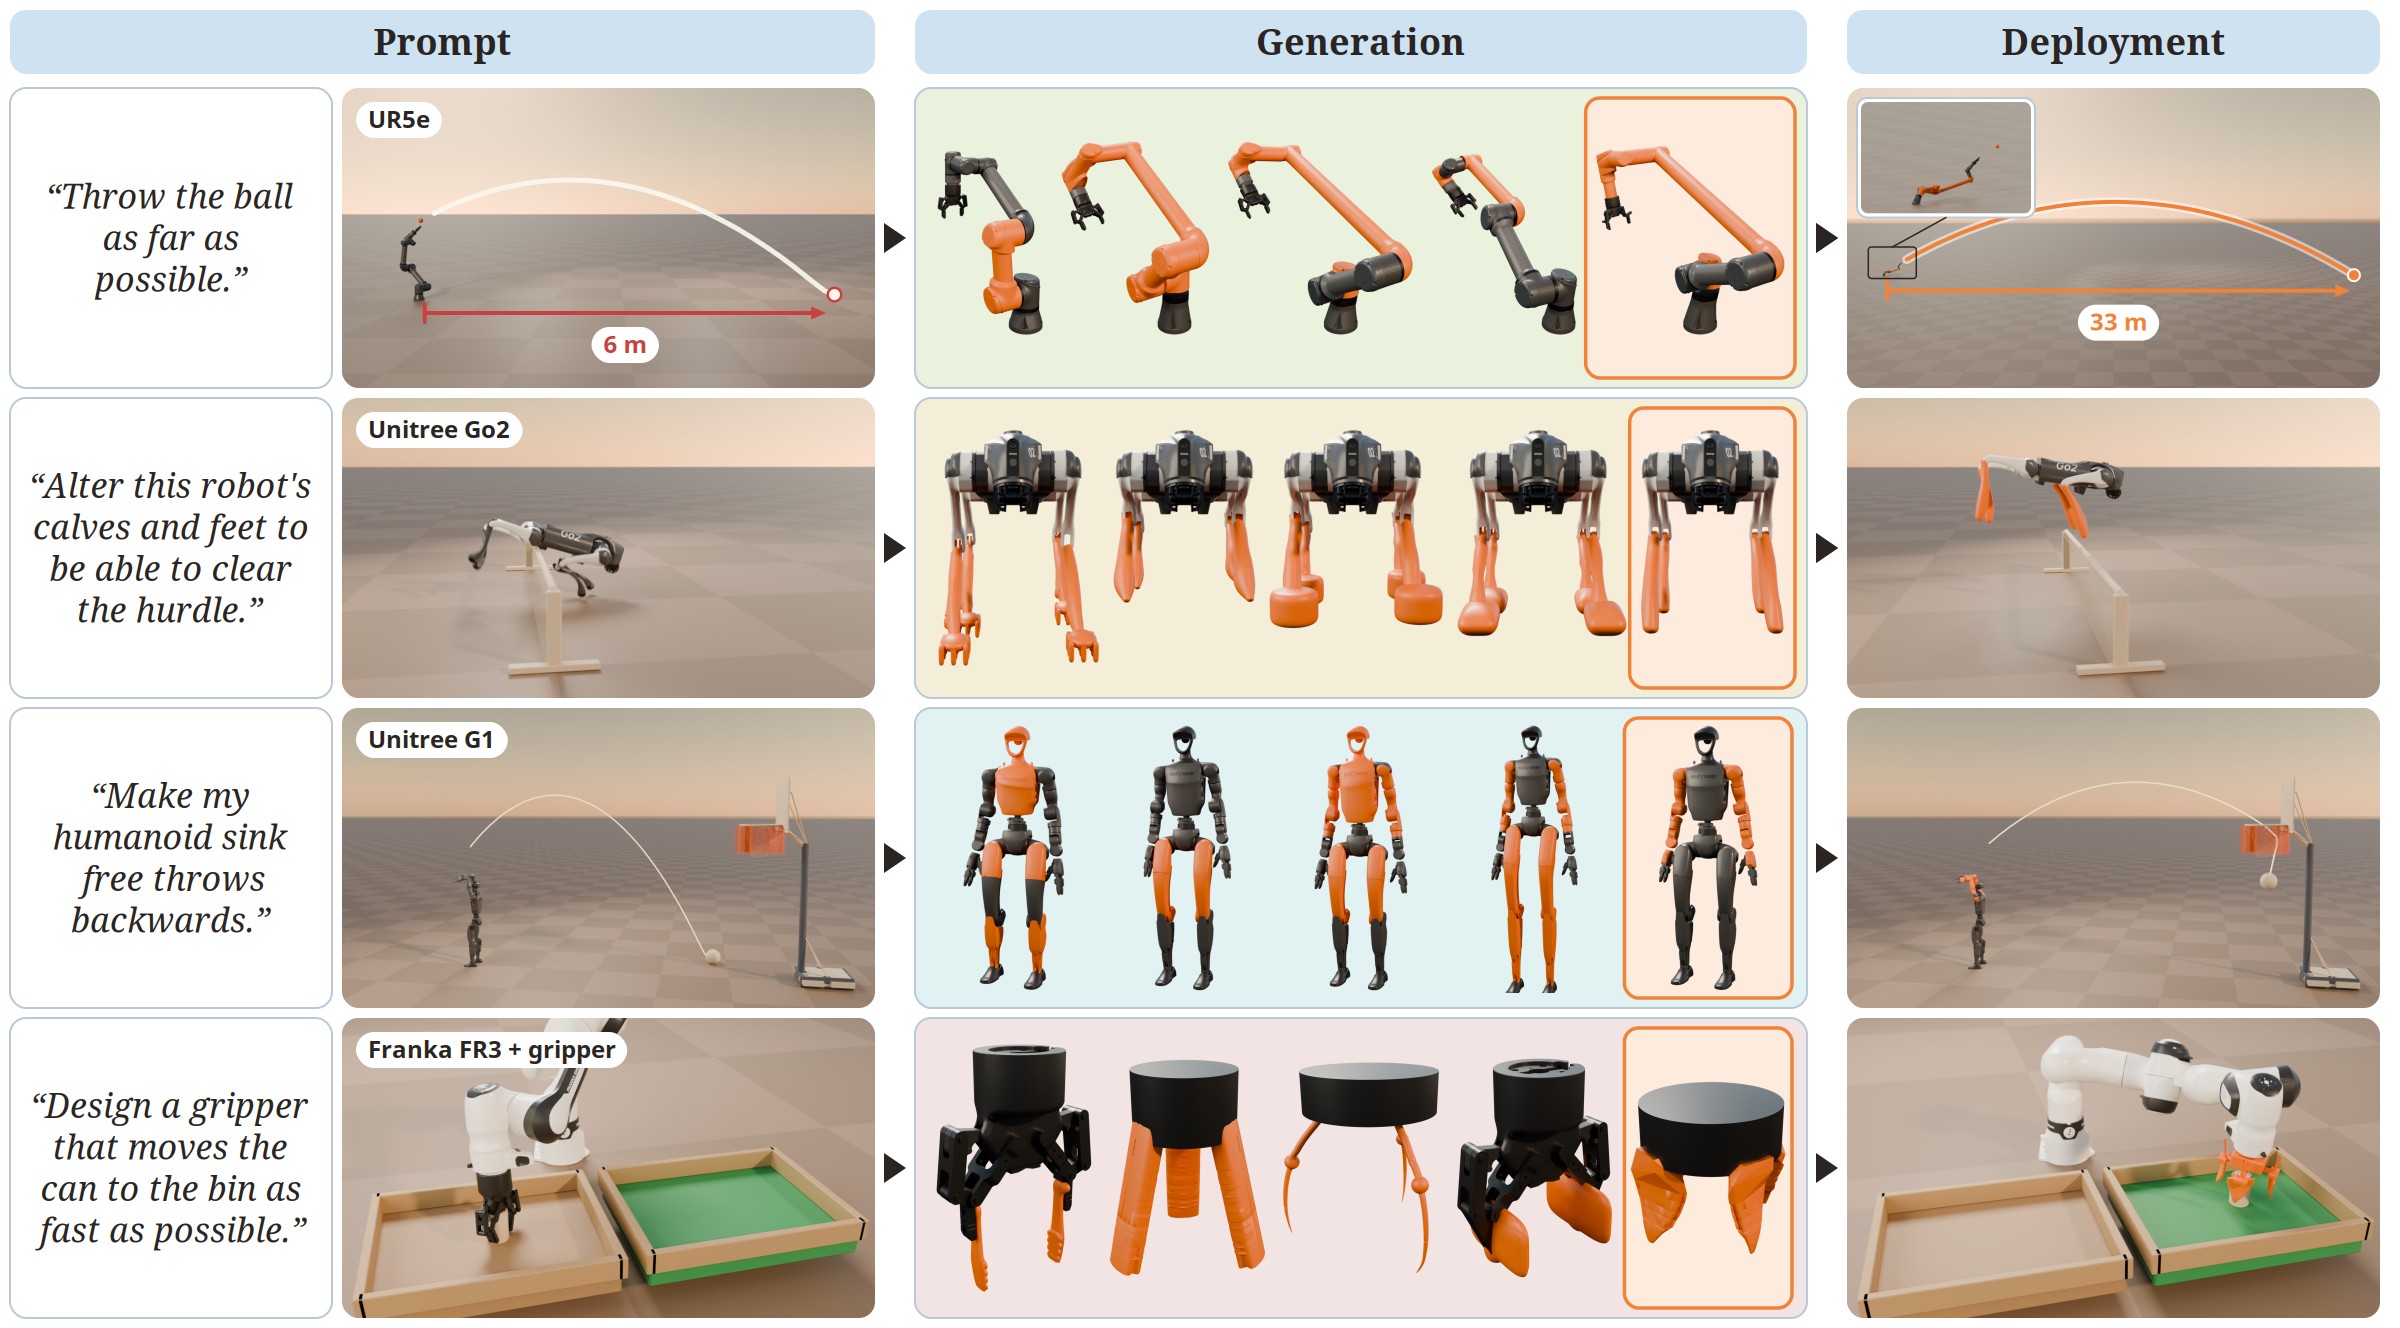 Prompt
Generation
Deployment
“Throw the ball
as far as
possible.”
UR5e
6 m
33 m
“Alter this robot's
calves and feet to
be able to clear
the hurdle.”
Unitree Go2
Go2
Go2
“Make my
humanoid sink
free throws
backwards.”
Unitree G1
“Design a gripper
that moves the
can to the bin as
fast as possible.”
Franka FR3 + gripper